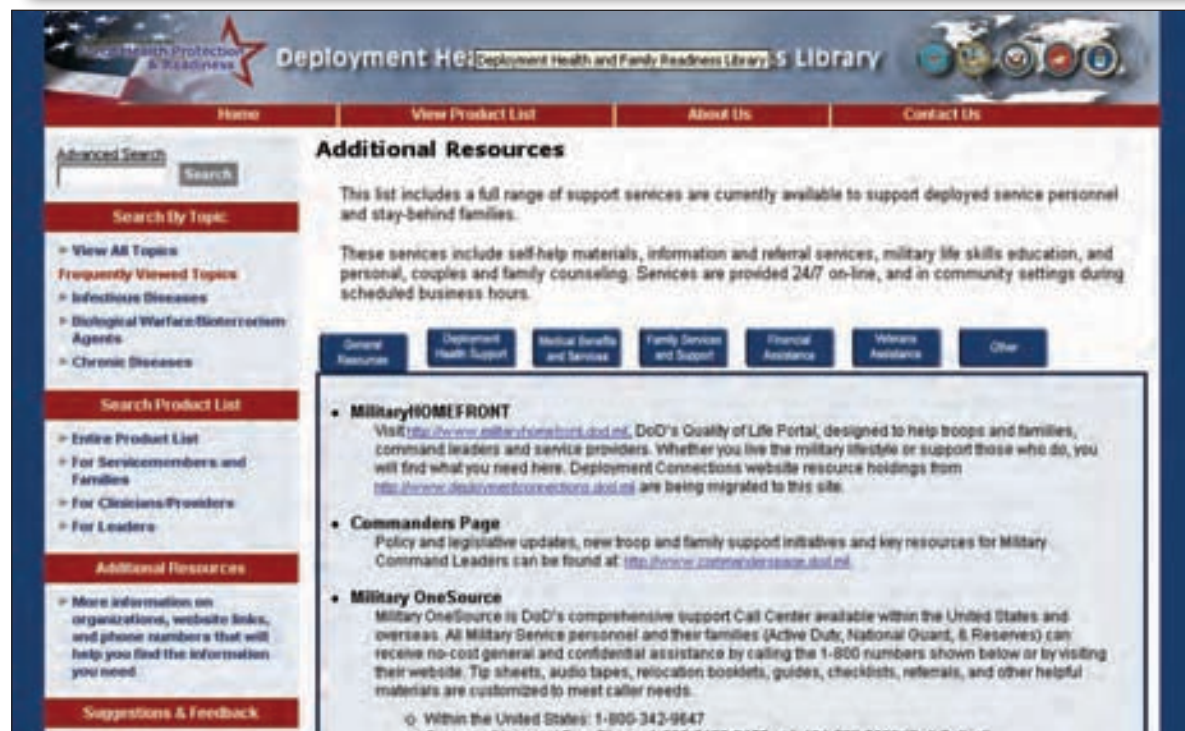 Force Health Protection
& Readiness
Deployment He
Deployment Health and Family Readiness Library
s Library
Home
View Product List
About Us
Contact Us
Advanced Search
Search
Search By Topic
View All Topics
Frequently Viewed Topics
Infectious Diseases
Biological Warfare/Bioterrorism
Agents
Chronic Diseases
Search Product List
Entire Product List
For Servicemembers and
Families
For Clinicians/Providers
For Leaders
Additional Resources
More information on
organizations, website links,
and phone numbers that will
help you find the information
you need
Suggestions & Feedback
Additional Resources
This list includes a full range of support services are currently available to support deployed service personnel
and stay-behind families.
These services include self-help materials, information and referral services, military life skills education, and
personal, couples and family counseling. Services are provided 24/7 on-line, and in community settings during
scheduled business hours.
General
Resources
Deployment
Health Support
Medical Benefits
and Services
Family Services
and Support
Financial
Assistance
Veterans
Assistance
Other
• MilitaryHOMEFRONT
Visit http://www.militaryhomefront.dod.mil, DoD's Quality of Life Portal, designed to help troops and families,
command leaders and service providers. Whether you live the military lifestyle or support those who do, you
will find what you need here. Deployment Connections website resource holdings from
http://www.deploymentconnections.dod.mil are being migrated to this site.
• Commanders Page
Policy and legislative updates, new troop and family support initiatives and key resources for Military
Command Leaders can be found at http://www.commanderspage.dod.mil
• Military OneSource
Military OneSource is DoD's comprehensive support Call Center available within the United States and
overseas. All Military Service personnel and their families (Active Duty, National Guard, & Reserves) can
receive no-cost general and confidential assistance by calling the 1-800 numbers shown below or by visiting
their website. Tip sheets, audio tapes, relocation booklets, guides, checklists, referrals, and other helpful
materials are customized to meet caller needs.
o Within the United States: 1-800-342-9647